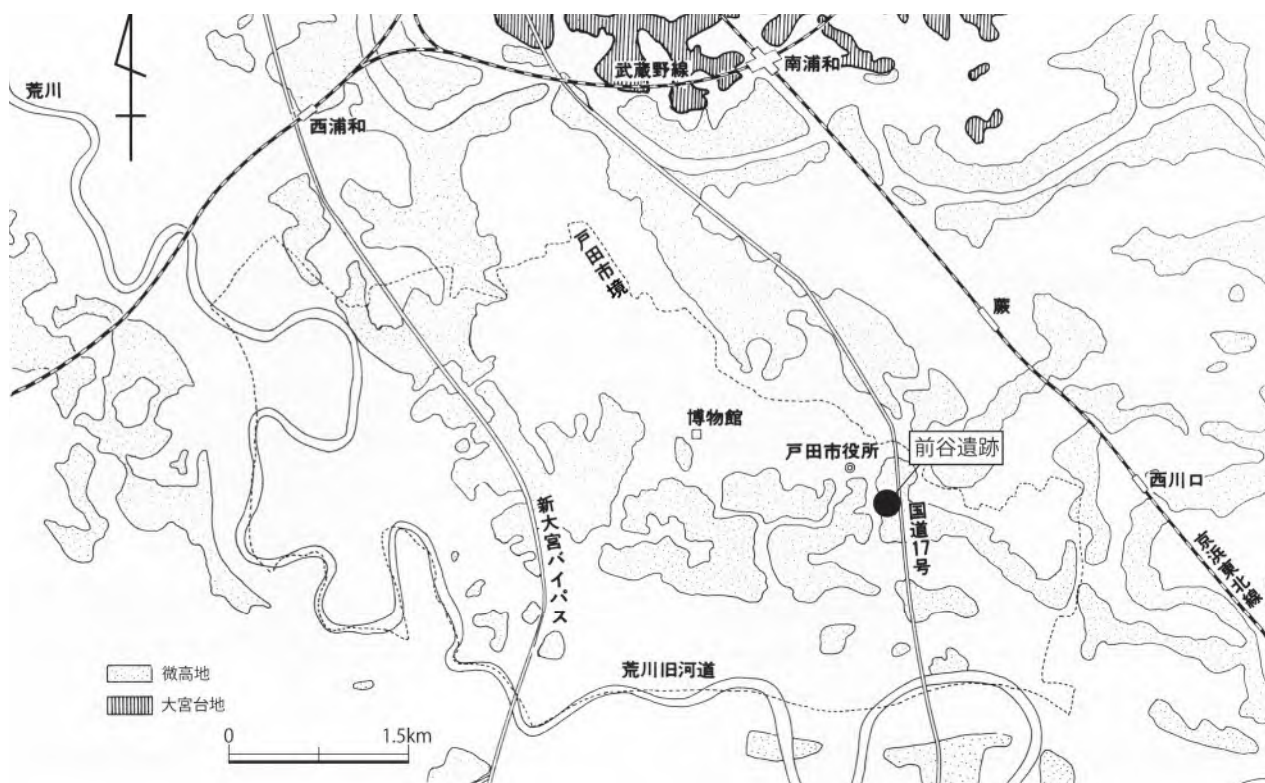 武蔵野線
南浦和
荒川
西浦和
戸田市境
蕨
博物館
戸田市役所
前谷遺跡
西川口
新大宮バイパス
国道17号
京浜東北線
荒川旧河道
微高地
大宮台地
0 1.5km